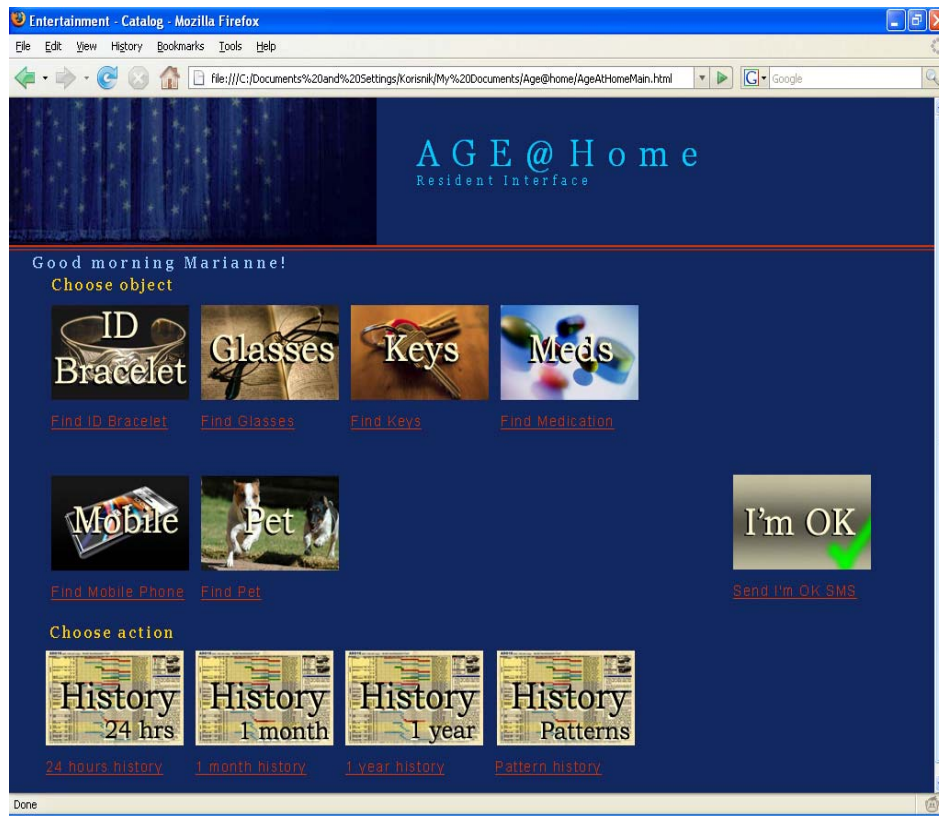 Entertainment - Catalog - Mozilla Firefox
File Edit View History Bookmarks Tools Help
file:///C:/Documents%20and%20Settings/Korisnik/My%20Documents/Age@home/AgeAtHomeMain.html
G Google
AGE@Home
Resident Interface
Good morning Marianne!
Choose object
ID Bracelet
Glasses
Keys
Meds
Find ID Bracelet
Find Glasses
Find Keys
Find Medication
Mobile
Pet
I'm OK
Find Mobile Phone
Find Pet
Send I'm OK SMS
Choose action
History
24 hrs
History
1 month
History
1 year
History
Patterns
24 hours history
1 month history
1 year history
Pattern history
Done